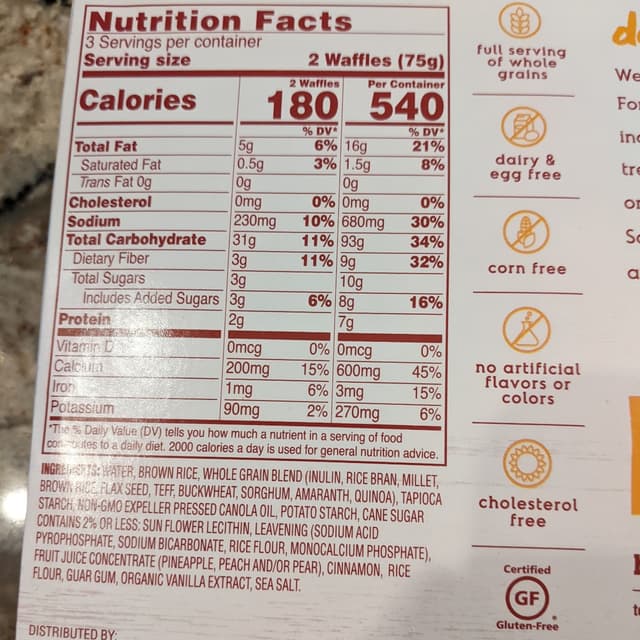 Nutrition Facts
3 Servings per container
Serving size 2 Waffles (75g)
2 Waffles Per Container
Calories 180 540
% DV* % DV*
Total Fat 5g 6% 16g 21%
Saturated Fat 0.5g 3% 1.5g 8%
Trans Fat 0g 0g 0g
Cholesterol 0mg 0% 0mg 0%
Sodium 230mg 10% 680mg 30%
Total Carbohydrate 31g 11% 93g 34%
Dietary Fiber 3g 11% 9g 32%
Total Sugars 3g 10g
Includes Added Sugars 3g 6% 8g 16%
Protein 2g 7g
Vitamin D 0mcg 0% 0mcg 0%
Calcium 200mg 15% 600mg 45%
Iron 1mg 6% 3mg 15%
Potassium 90mg 2% 270mg 6%
*The % Daily Value (DV) tells you how much a nutrient in a serving of food
contributes to a daily diet. 2000 calories a day is used for general nutrition advice.
INGREDIENTS: WATER, BROWN RICE, WHOLE GRAIN BLEND (INULIN, RICE BRAN, MILLET,
BROWN RICE, FLAX SEED, TEFF, BUCKWHEAT, SORGHUM, AMARANTH, QUINOA), TAPIOCA
STARCH, NON-GMO EXPELLER PRESSED CANOLA OIL, POTATO STARCH, CANE SUGAR
CONTAINS 2% OR LESS: SUN FLOWER LECITHIN, LEAVENING (SODIUM ACID
PYROPHOSPHATE, SODIUM BICARBONATE, RICE FLOUR, MONOCALCIUM PHOSPHATE),
FRUIT JUICE CONCENTRATE (PINEAPPLE, PEACH AND/OR PEAR), CINNAMON, RICE
FLOUR, GUAR GUM, ORGANIC VANILLA EXTRACT, SEA SALT.
DISTRIBUTED BY:
full serving
of whole
grains
dairy &
egg free
corn free
no artificial
flavors or
colors
cholesterol
free
Certified
GF
Gluten-Free
We